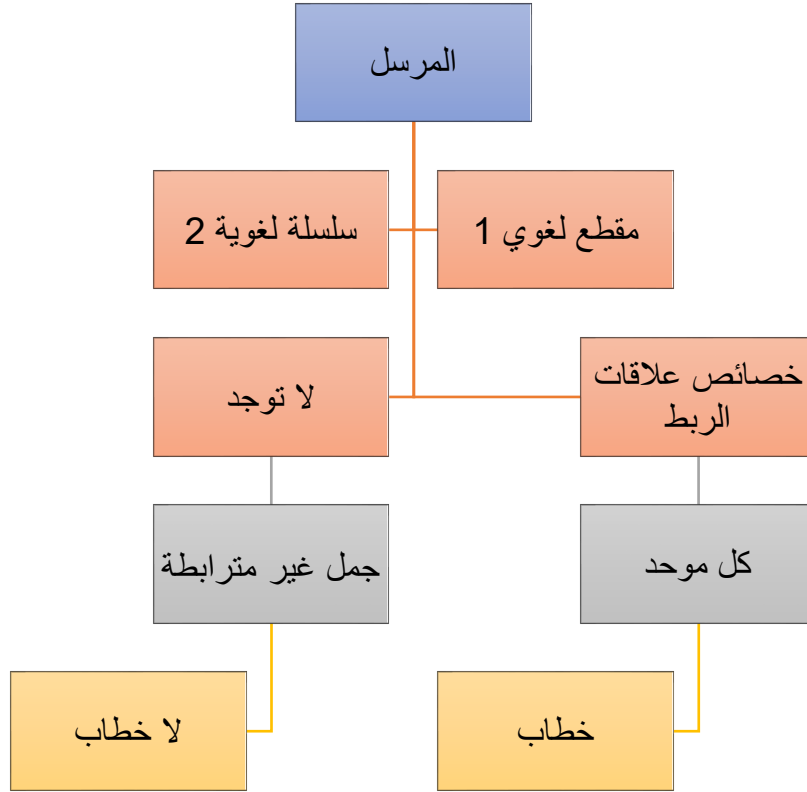 المرسل
مقطع لغوي 1
سلسلة لغوية 2
خصائص علاقات
الربط
لا توجد
كل موحد
جمل غير مترابطة
خطاب
لا خطاب